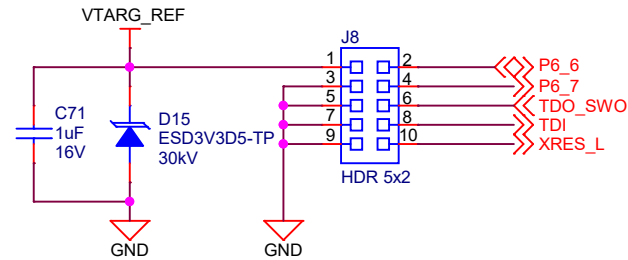 VTARG_REF
J8
1 2 P6_6
3 4 P6_7
5 6 TDO_SWO
7 8 TDI
9 10 XRES_L
HDR 5x2
C71
1uF
16V
D15
ESD3V3D5-TP
30kV
GND
GND